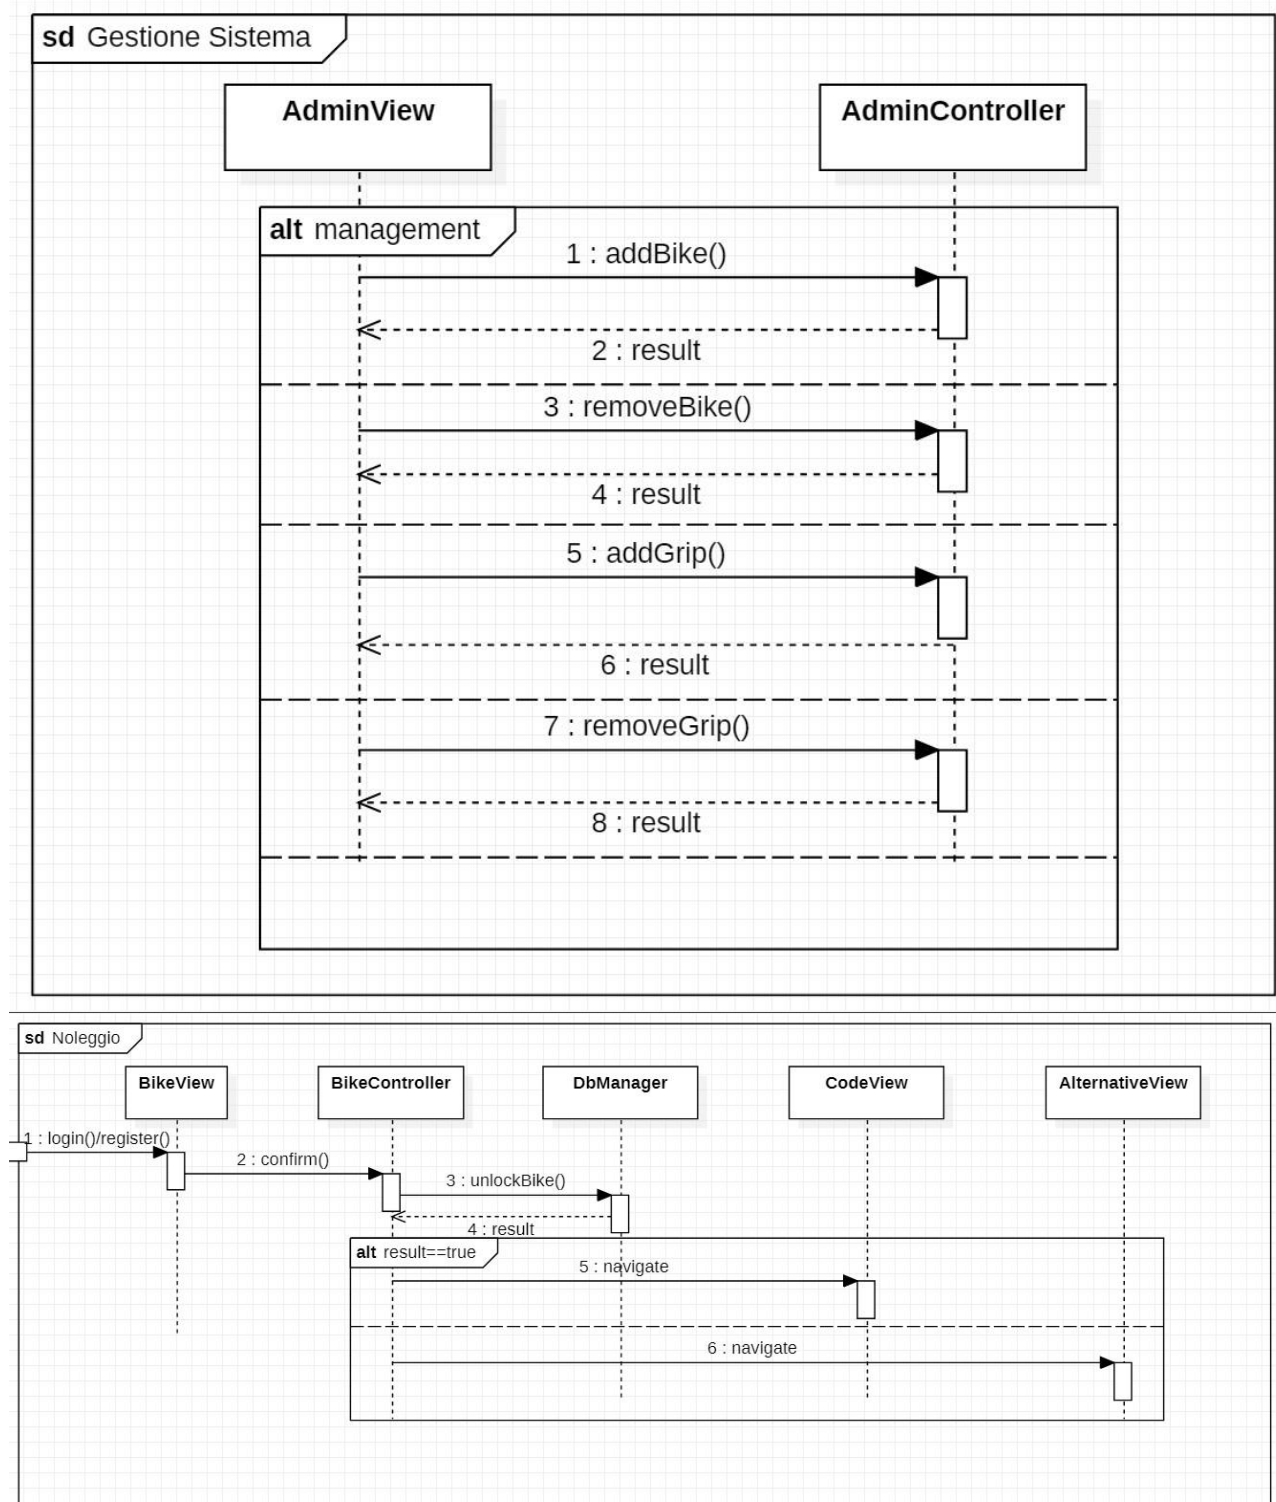 sd Gestione Sistema
AdminView
AdminController
alt management
1 : addBike()
2 : result
3 : removeBike()
4 : result
5 : addGrip()
6 : result
7 : removeGrip()
8 : result
sd Noleggio
BikeView
BikeController
DbManager
CodeView
AlternativeView
1 : login()/register()
2 : confirm()
3 : unlockBike()
4 : result
alt result==true
5 : navigate
6 : navigate